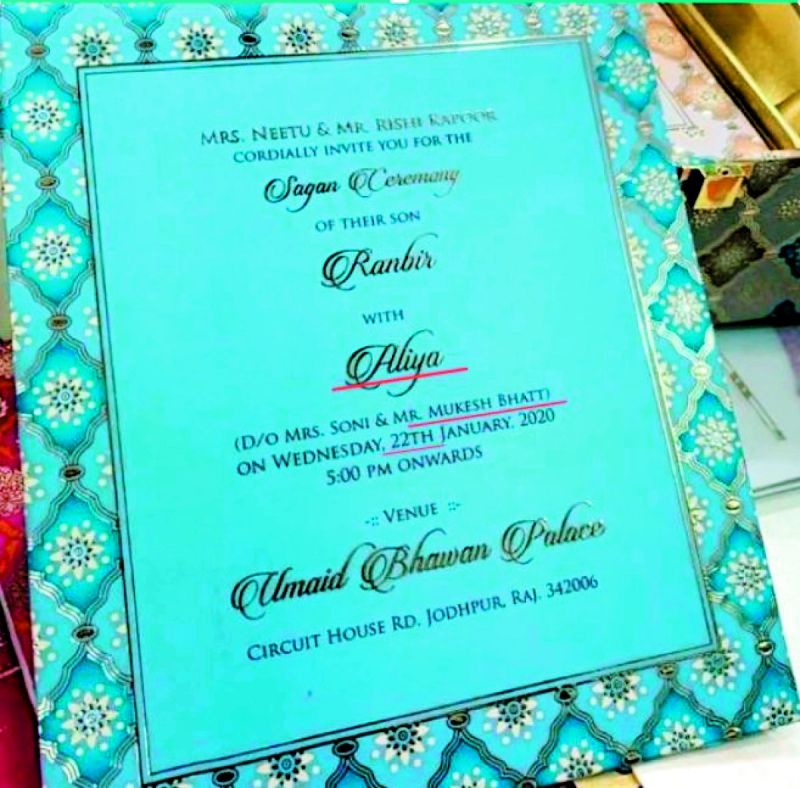 MRS. NEETU & MR. RISHI KAPOOR
CORDIALLY INVITE YOU FOR THE
Sagan Ceremony
OF THEIR SON
Ranbir
WITH
Aliya
(D/O MRS. SONI & MR. MUKESH BHATT)
ON WEDNESDAY, 22TH JANUARY. 2020
5:00 PM ONWARDS
-:: VENUE ::-
Umaid Bhawan Palace
CIRCUIT HOUSE RD, JODHPUR, RAJ. 342006